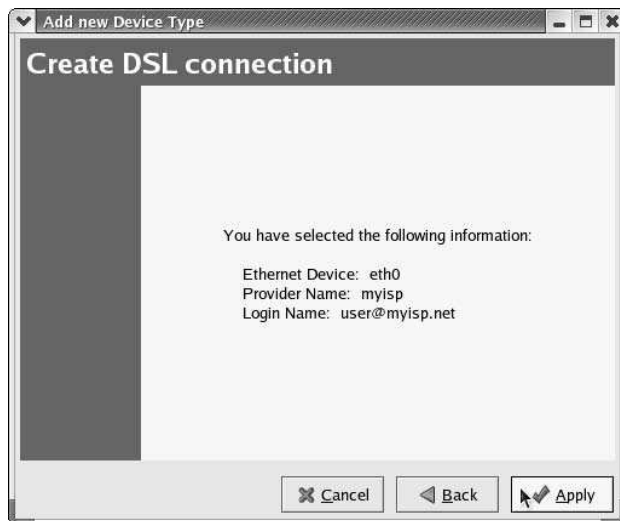 Add new Device Type
Create DSL connection
You have selected the following information:
Ethernet Device: eth0
Provider Name: myisp
Login Name: user@myisp.net
Cancel
Back
Apply